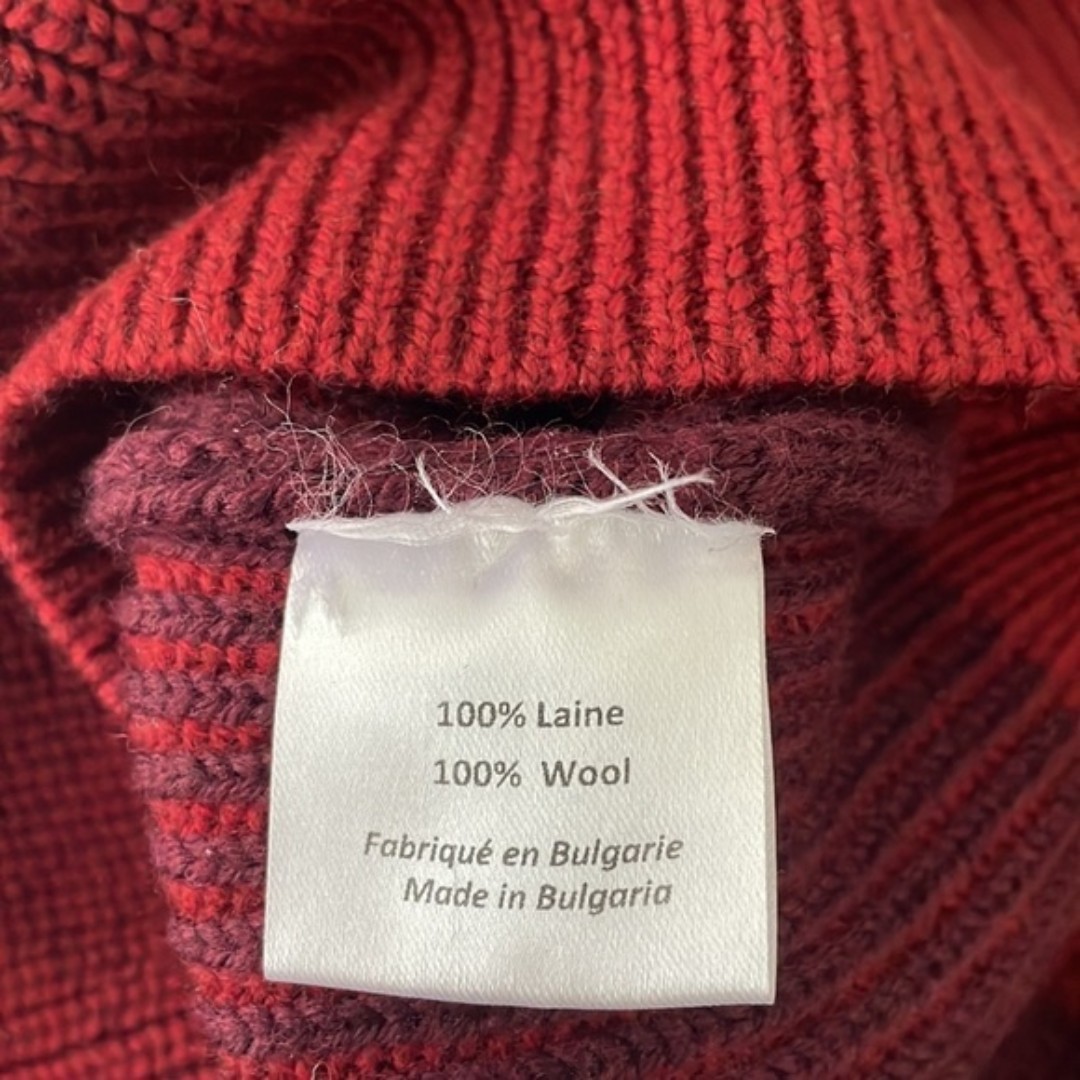 100% Laine
100% Wool
Fabriqué en Bulgarie
Made in Bulgaria